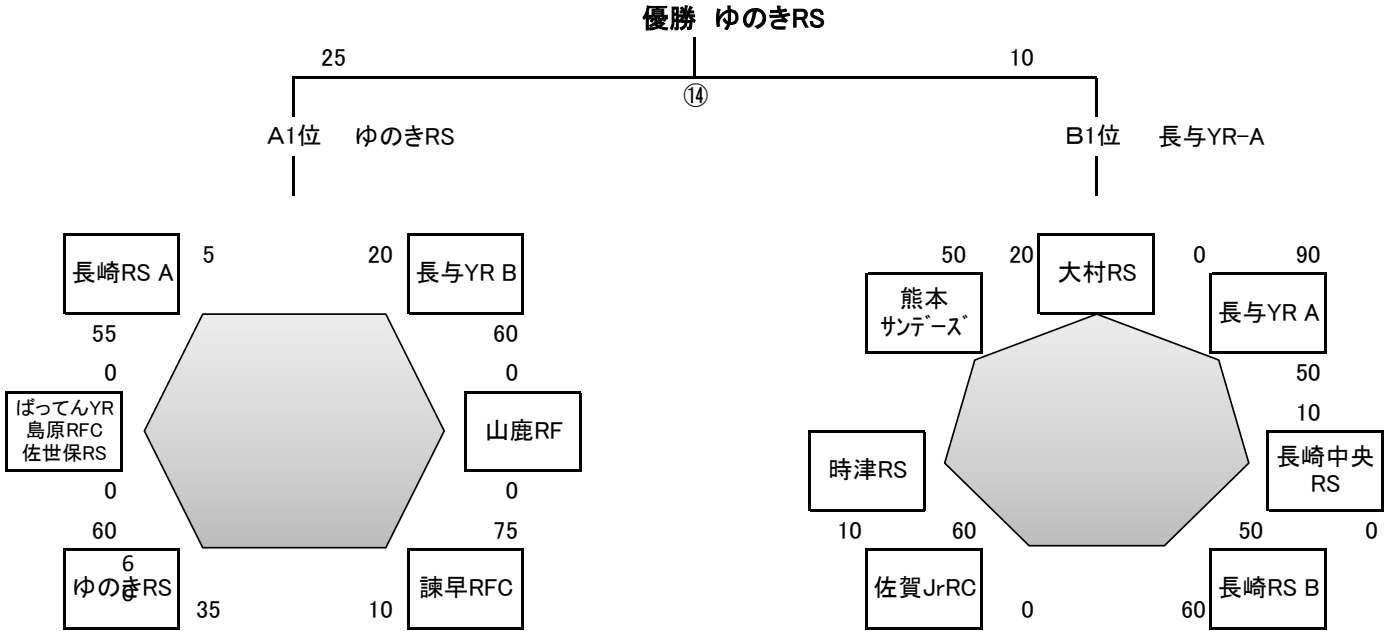 優勝 ゆのきRS
25 10
⑭
A1位 ゆのきRS B1位 長与YR-A
長崎RS A 5 20 長与YR B
50 20 大村RS 0 90
熊本
サンデーズ
長与YR A
55 60
0 0 50
10
ばってんYR
島原RFC
佐世保RS
山鹿RF
時津RS
長崎中央
RS
0 0
60 75 10 60 50 0
6
0
ゆのきRS 35 10 諫早RFC
佐賀JrRC 0 60 長崎RS B